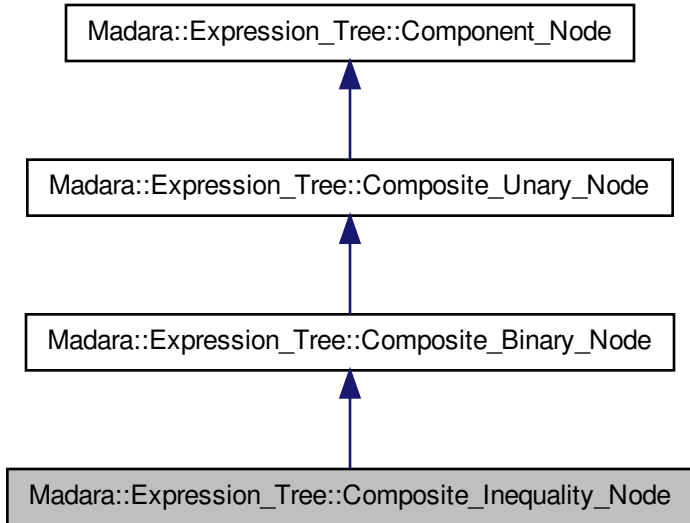 Madara::Expression_Tree::Component_Node
Madara::Expression_Tree::Composite_Unary_Node
Madara::Expression_Tree::Composite_Binary_Node
Madara::Expression_Tree::Composite_Inequality_Node